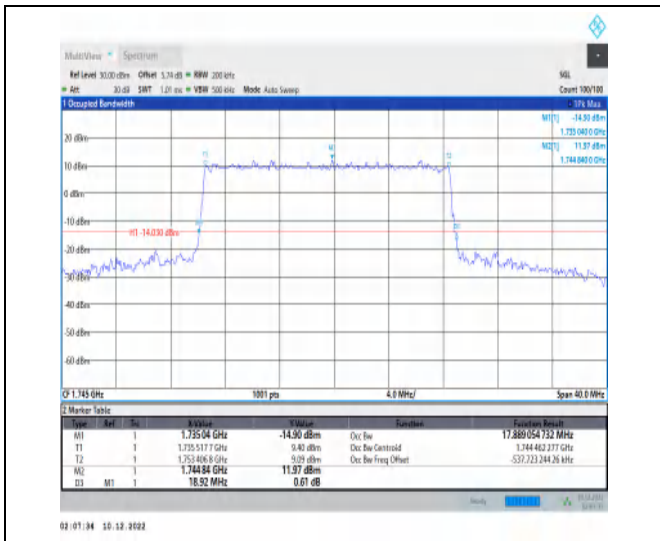 MultiView Spectrum
Ref Level 30.00 dBm Offset 5.74 dB RBW 200 kHz SGL
Att 30 dB SWT 1.01 ms VBW 500 kHz Mode Auto Sweep Count 100/100
1 Occupied Bandwidth 1Pk Max
M1[1] -14.90 dBm
1.735 040 0 GHz
M2[1] 11.97 dBm
1.744 840 0 GHz
20 dBm
10 dBm
0 dBm
-10 dBm
H1 -14.030 dBm
-20 dBm
-30 dBm
-40 dBm
-50 dBm
-60 dBm
CF 1.745 GHz 1001 pts 4.0 MHz/ Span 40.0 MHz
2 Marker Table
Type Ref Trc X-Value Y-Value Function Function Result
M1 1 1.73504 GHz -14.90 dBm Occ Bw 17.889 054 732 MHz
T1 1 1.735 517 7 GHz 9.40 dBm Occ Bw Centroid 1.744 462 277 GHz
T2 1 1.753 406 8 GHz 9.09 dBm Occ Bw Freq Offset -537.723 244 26 kHz
M2 1 1.744 84 GHz 11.97 dBm
D3 M1 1 18.92 MHz 0.61 dB
Ready
02:01:34 10.12.2022